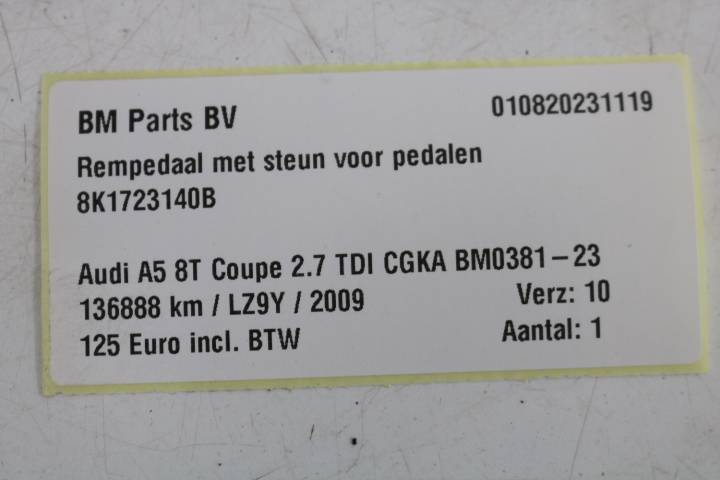 BM Parts BV 010820231119
Rempedaal met steun voor pedalen
8K1723140B
Audi A5 8T Coupe 2.7 TDI CGKA BM0381-23
136888 km / LZ9Y / 2009 Verz: 10
125 Euro incl. BTW Aantal: 1